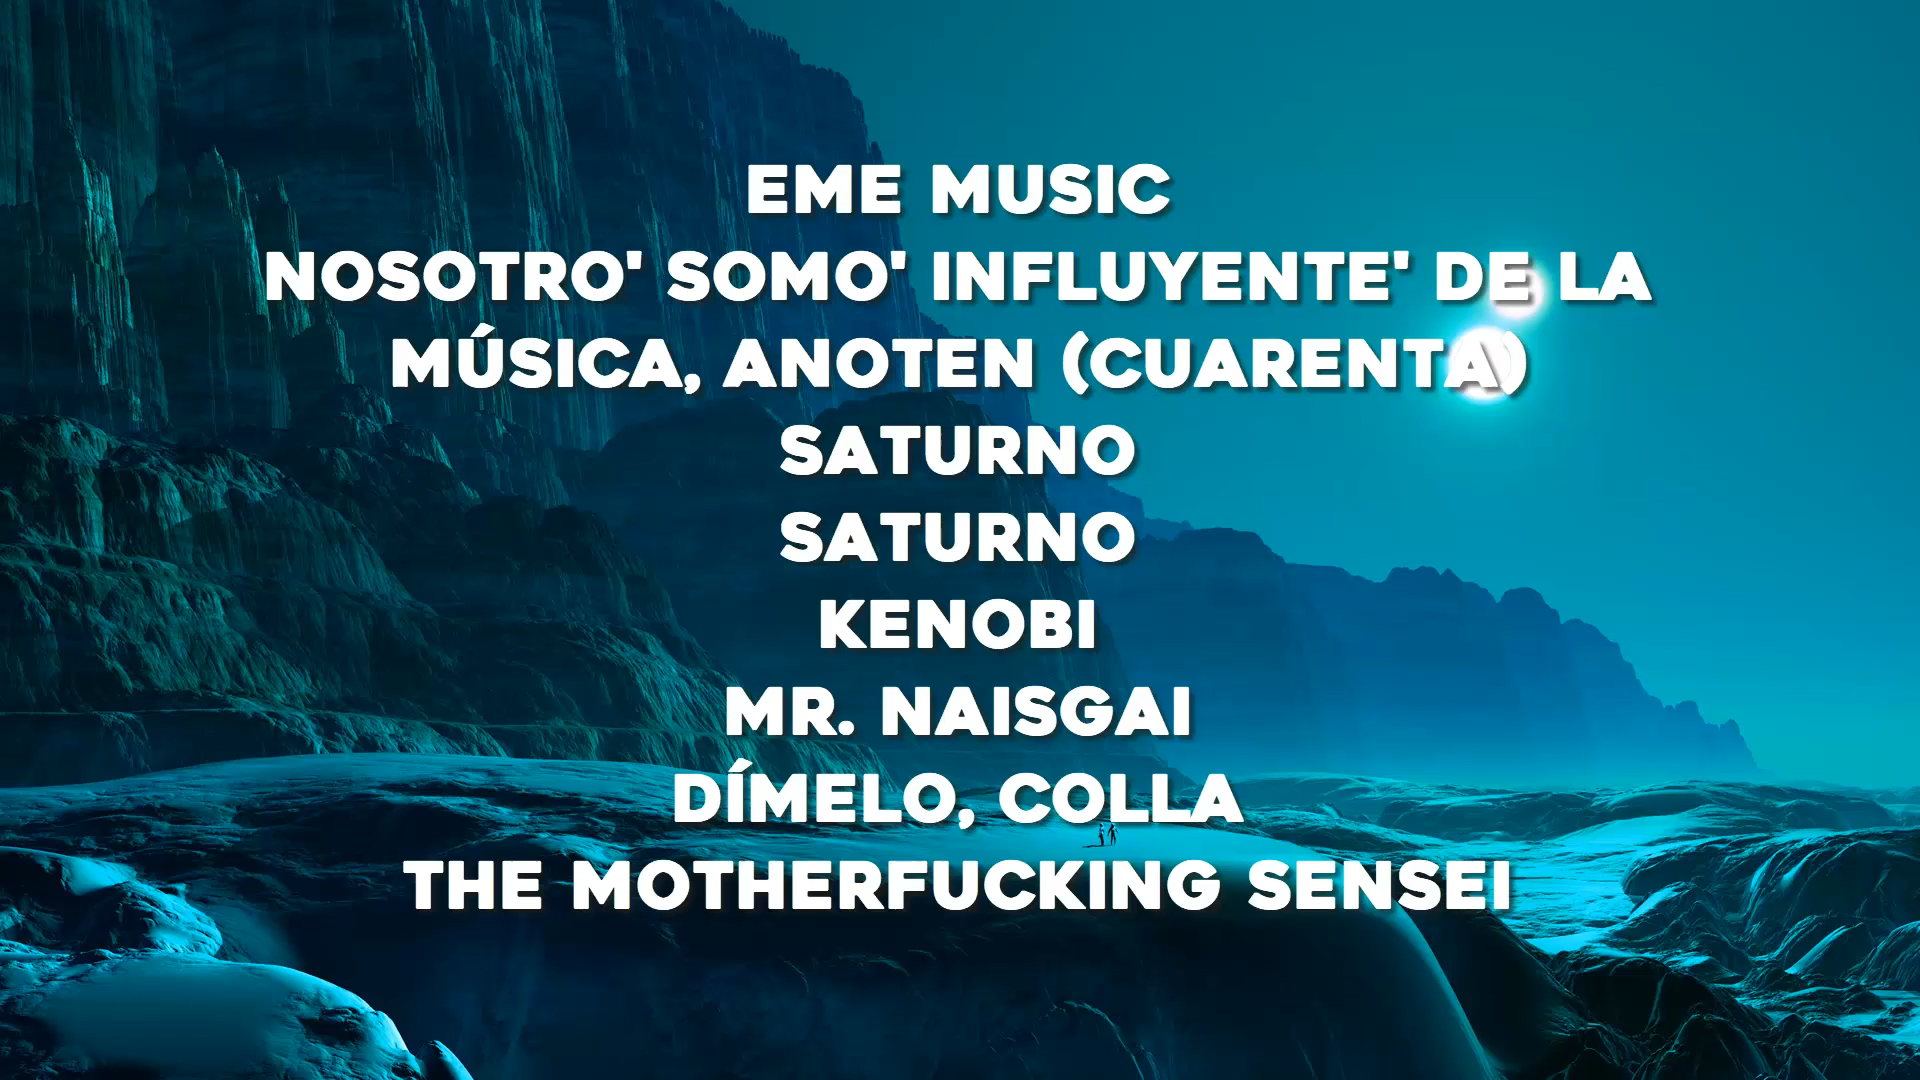 EME MUSIC
NOSOTRO' SOMO' INFLUYENTE' DE LA
MÚSICA, ANOTEN (CUARENTA)
SATURNO
SATURNO
KENOBI
MR. NAISGAI
DÍMELO, COLLA
THE MOTHERFUCKING SENSEI